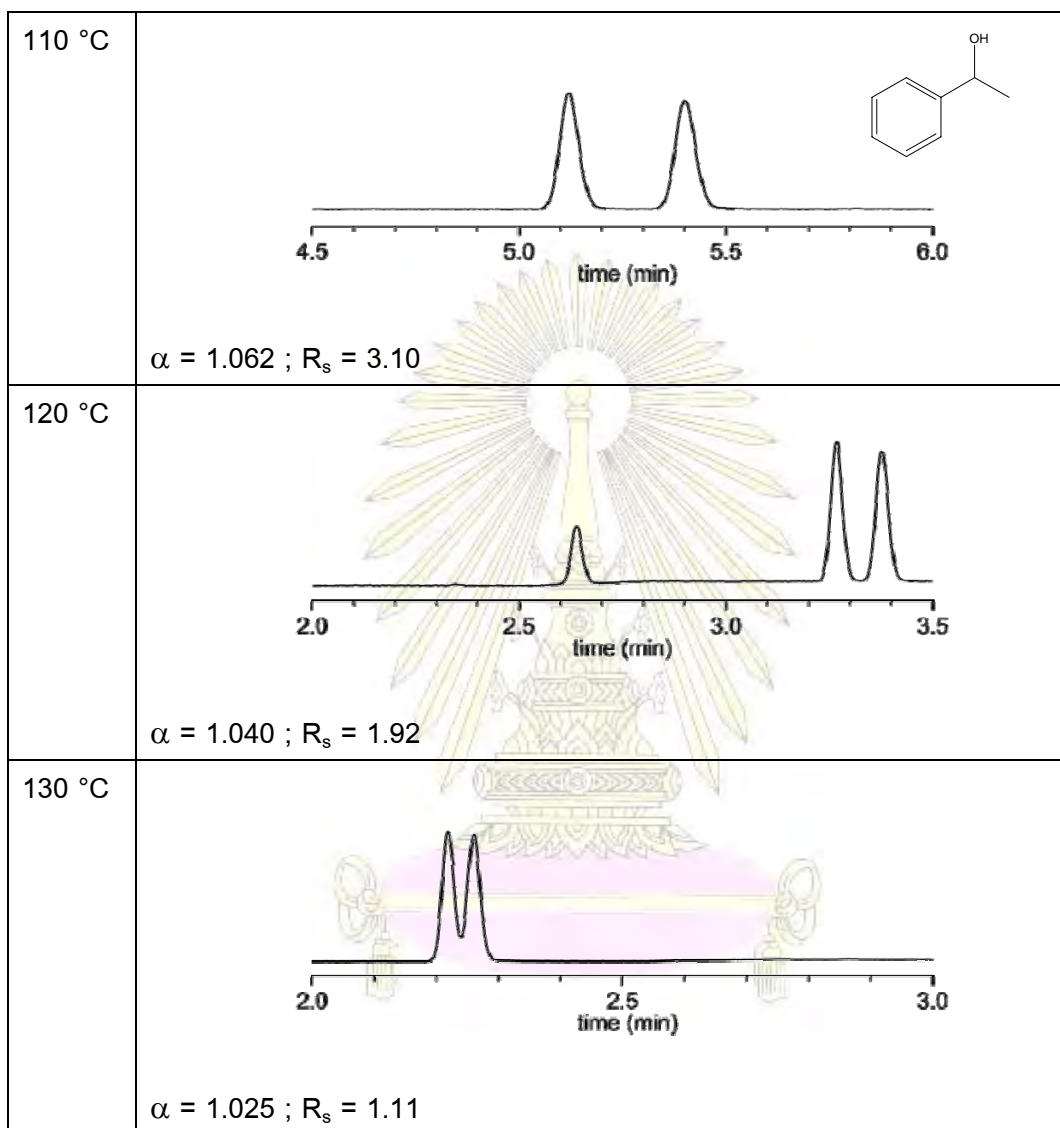 110 °C
OH
4.5 5.0 5.5 6.0
time (min)
α = 1.062 ; Rs = 3.10
120 °C
2.0 2.5 3.0 3.5
time (min)
α = 1.040 ; Rs = 1.92
130 °C
2.0 2.5 3.0
time (min)
α = 1.025 ; Rs = 1.11